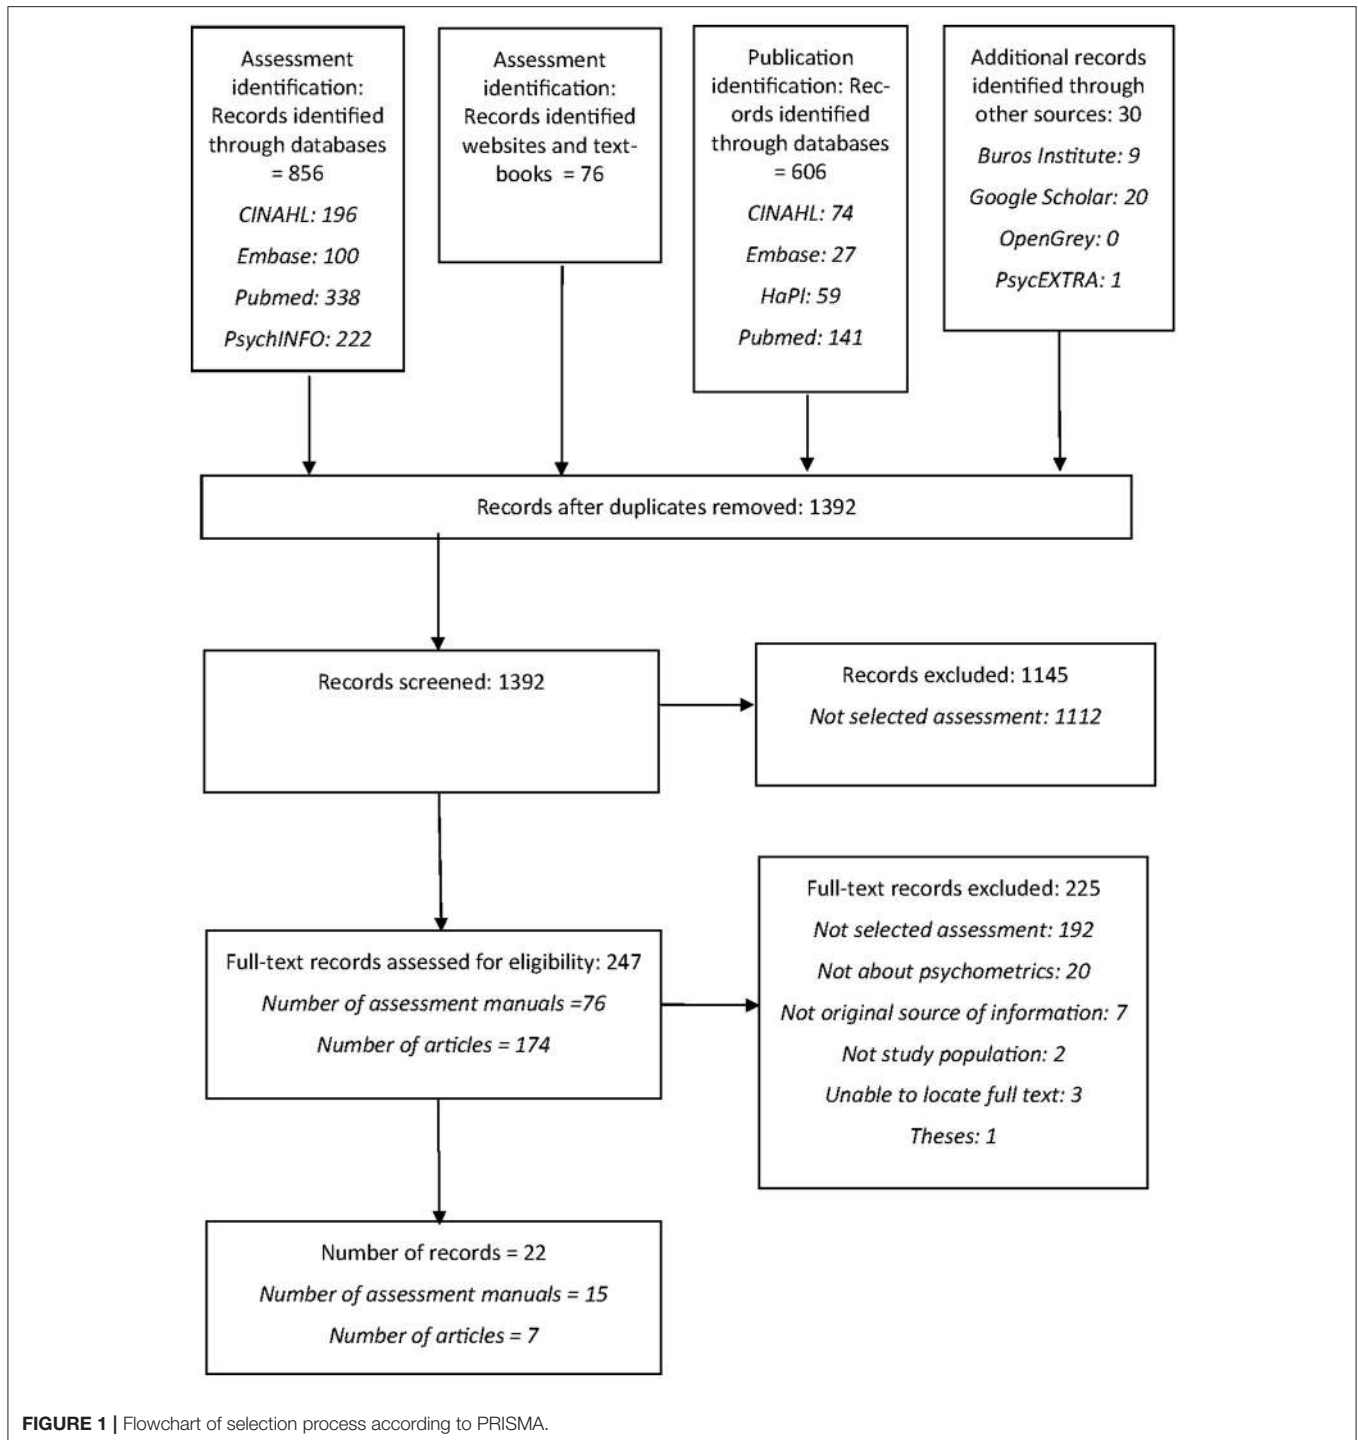 Assessment
identification:
Records identified
through databases
= 856
CINAHL: 196
Embase: 100
Pubmed: 338
PsychINFO: 222
Assessment
identification:
Records identified
websites and text-
books = 76
Publication
identification: Rec-
ords identified
through databases
= 606
CINAHL: 74
Embase: 27
HaPI: 59
Pubmed: 141
Additional records
identified through
other sources: 30
Buros Institute: 9
Google Scholar: 20
OpenGrey: 0
PsycEXTRA: 1
Records after duplicates removed: 1392
Records screened: 1392
Records excluded: 1145
Not selected assessment: 1112
Full-text records assessed for eligibility: 247
Number of assessment manuals =76
Number of articles = 174
Full-text records excluded: 225
Not selected assessment: 192
Not about psychometrics: 20
Not original source of information: 7
Not study population: 2
Unable to locate full text: 3
Theses: 1
Number of records = 22
Number of assessment manuals = 15
Number of articles = 7
FIGURE 1 | Flowchart of selection process according to PRISMA.